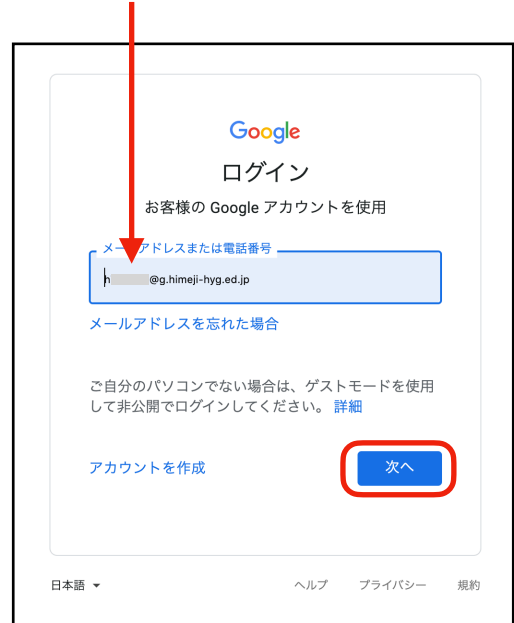 Google
ログイン
お客様の Google アカウントを使用
メールアドレスまたは電話番号
h @g.himeji-hyg.ed.jp
メールアドレスを忘れた場合
ご自分のパソコンでない場合は、ゲストモードを使用
して非公開でログインしてください。 詳細
アカウントを作成
次へ
日本語
ヘルプ プライバシー 規約